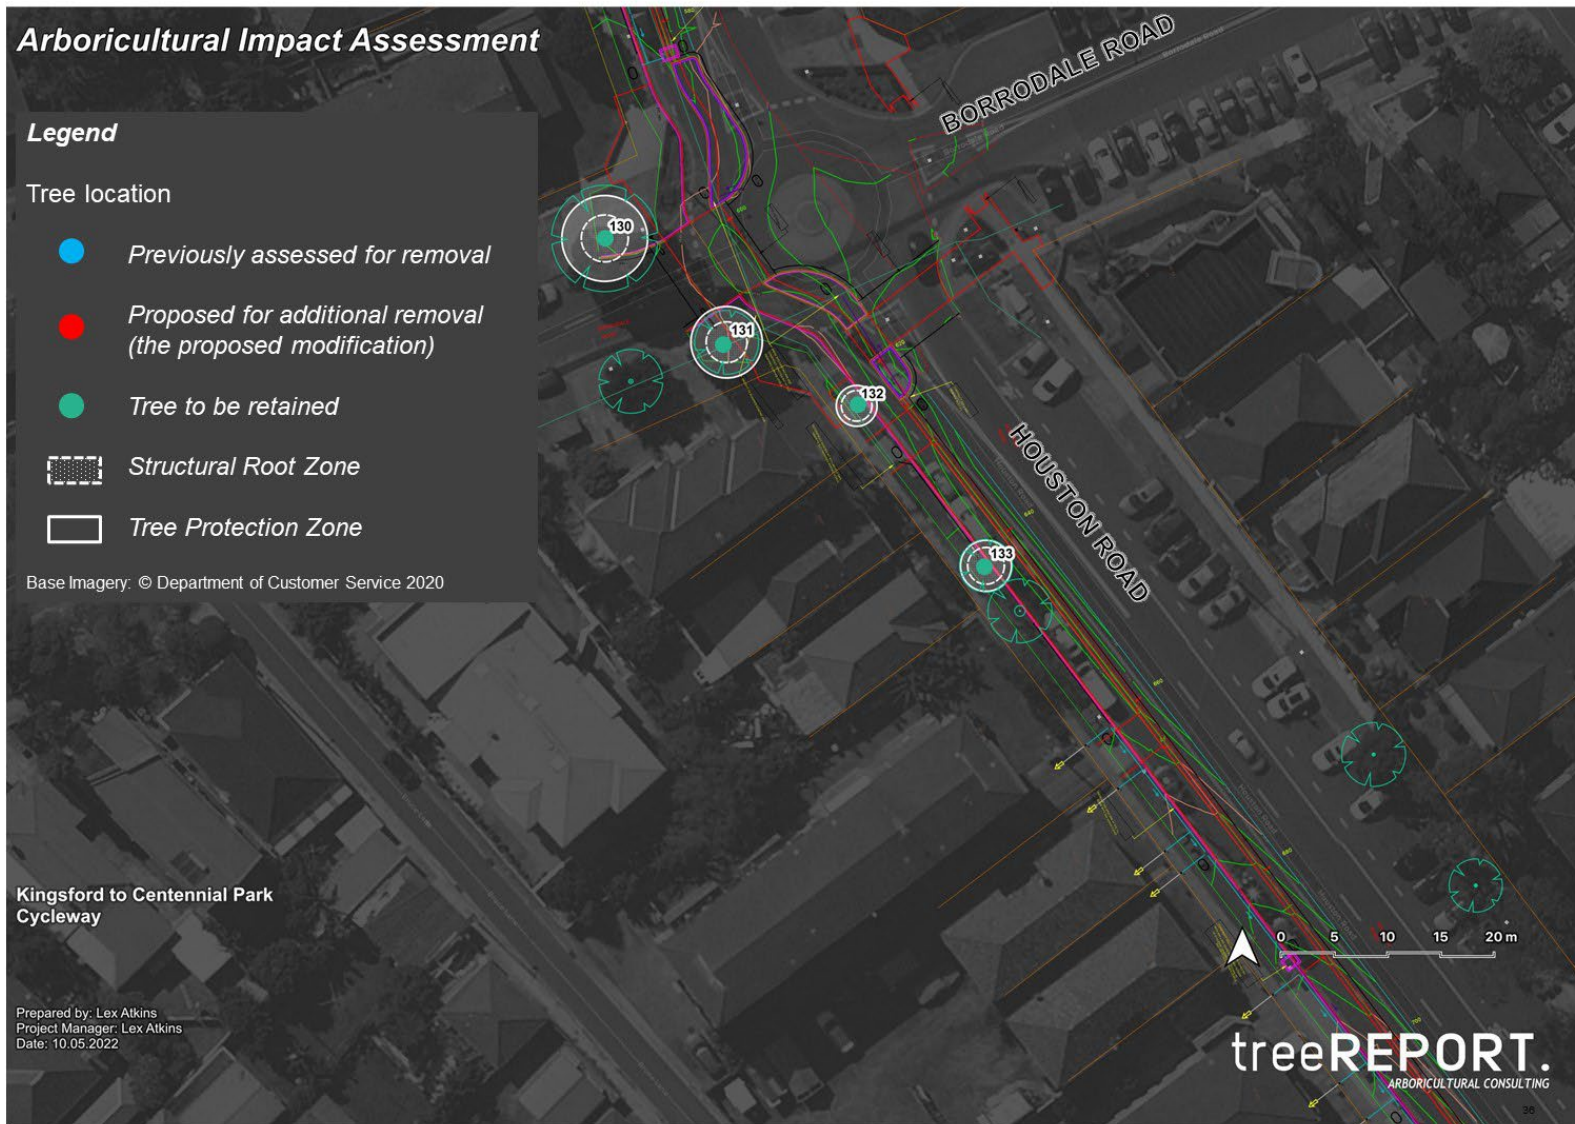 Arboricultural Impact Assessment
Legend
Tree location
Previously assessed for removal
Proposed for additional removal
(the proposed modification)
Tree to be retained
Structural Root Zone
Tree Protection Zone
Base Imagery: © Department of Customer Service 2020
BORRODALE ROAD
HOUSTON ROAD
130
131
132
133
Kingsford to Centennial Park
Cycleway
Prepared by: Lex Atkins
Project Manager: Lex Atkins
Date: 10.05.2022
0 5 10 15 20 m
treeREPORT.
ARBORICULTURAL CONSULTING
36